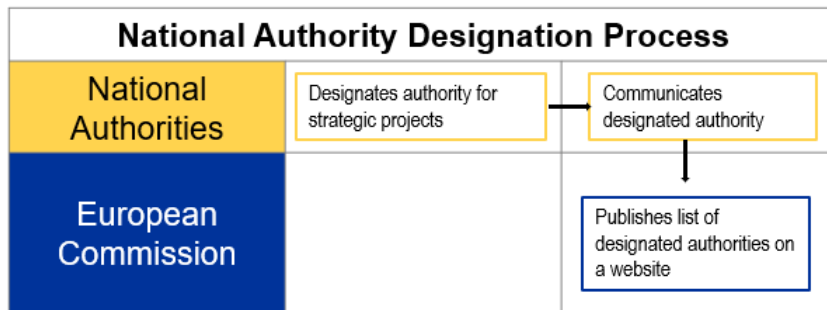 National Authority Designation Process
National
Authorities
Designates authority for
strategic projects
Communicates
designated authority
European
Commission
Publishes list of
designated authorities on
a website